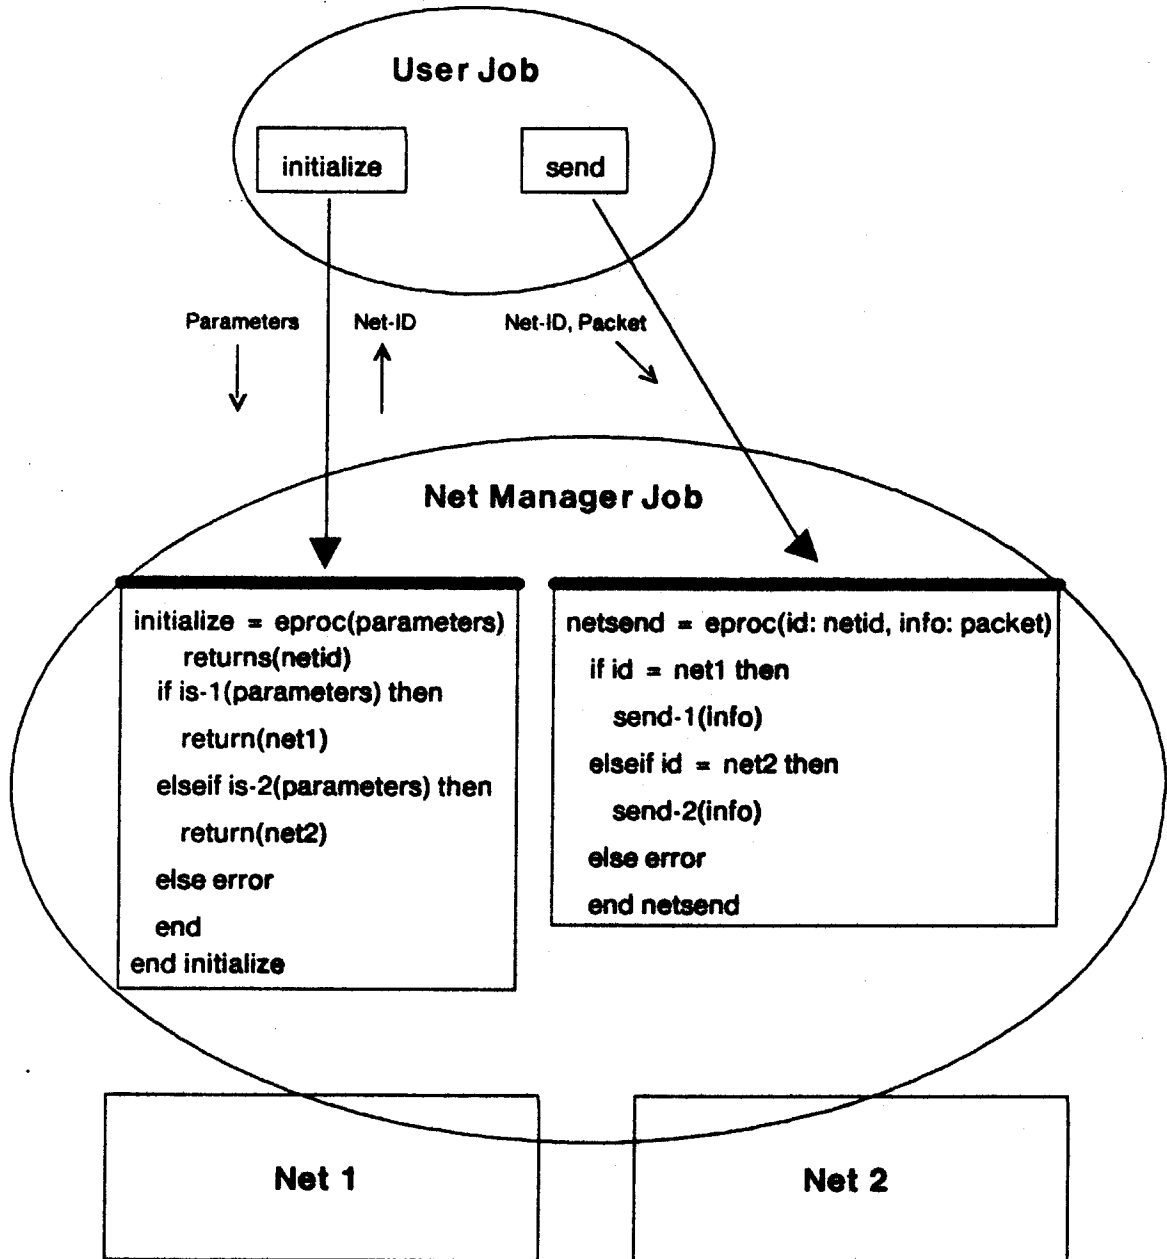 User Job
initialize
send
Parameters
Net-ID
Net-ID, Packet
Net Manager Job
initialize = eproc(parameters)
returns(netid)
if is-1(parameters) then
return(net1)
elseif is-2(parameters) then
return(net2)
else error
end
end initialize
netsend = eproc(id: netid, info: packet)
if id = net1 then
send-1(info)
elseif id = net2 then
send-2(info)
else error
end netsend
Net 1
Net 2